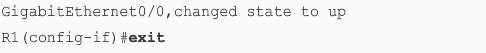 GigabitEthernet0/0,changed state to up
R1(config-if)#exit